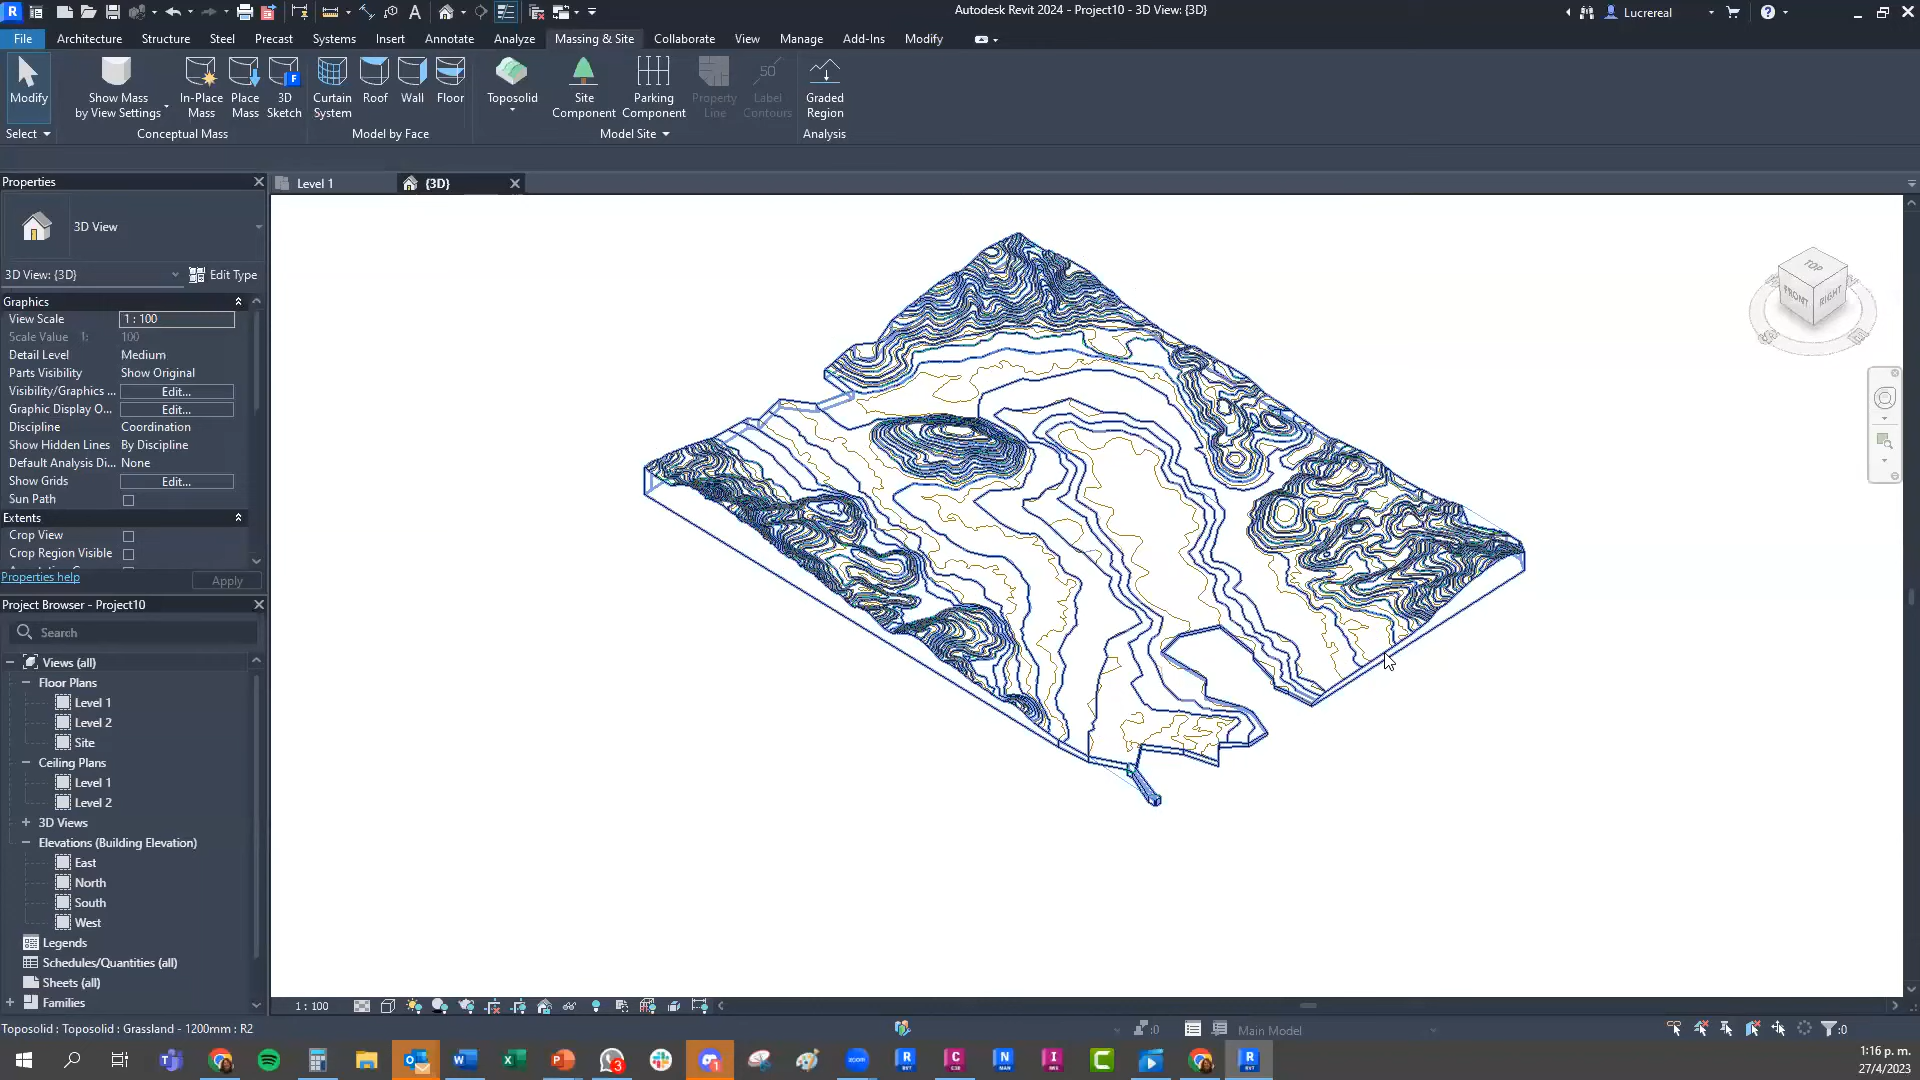 Autodesk Revit 2024 - Project10 - 3D View: {3D}
Lucrereal
File
Architecture
Structure
Steel
Precast
Systems
Insert
Annotate
Analyze
Massing & Site
Collaborate
View
Manage
Add-Ins
Modify
Modify
Show Mass
by View Settings
In-Place
Mass
Place
Mass
3D
Sketch
Curtain
System
Roof
Wall
Floor
Toposolid
Site
Component
Parking
Component
Property
Line
50
Label
Contours
Graded
Region
Select
Conceptual Mass
Model by Face
Model Site
Analysis
Properties
Level 1
{3D}
3D View
3D View: {3D}
Edit Type
Graphics
View Scale
1 : 100
Scale Value 1:
100
Detail Level
Medium
Parts Visibility
Show Original
Visibility/Graphics ...
Edit...
Graphic Display O...
Edit...
Discipline
Coordination
Show Hidden Lines
By Discipline
Default Analysis Di...
None
Show Grids
Edit...
Sun Path
Extents
Crop View
Crop Region Visible
Properties help
Apply
Project Browser - Project10
Search
Views (all)
Floor Plans
Level 1
Level 2
Site
Ceiling Plans
Level 1
Level 2
3D Views
Elevations (Building Elevation)
East
North
South
West
Legends
Schedules/Quantities (all)
Sheets (all)
Families
TOP
FRONT
RIGHT
1 : 100
Toposolid : Toposolid : Grassland - 1200mm : R2
:0
Main Model
:0
1:16 p. m.
27/4/2023